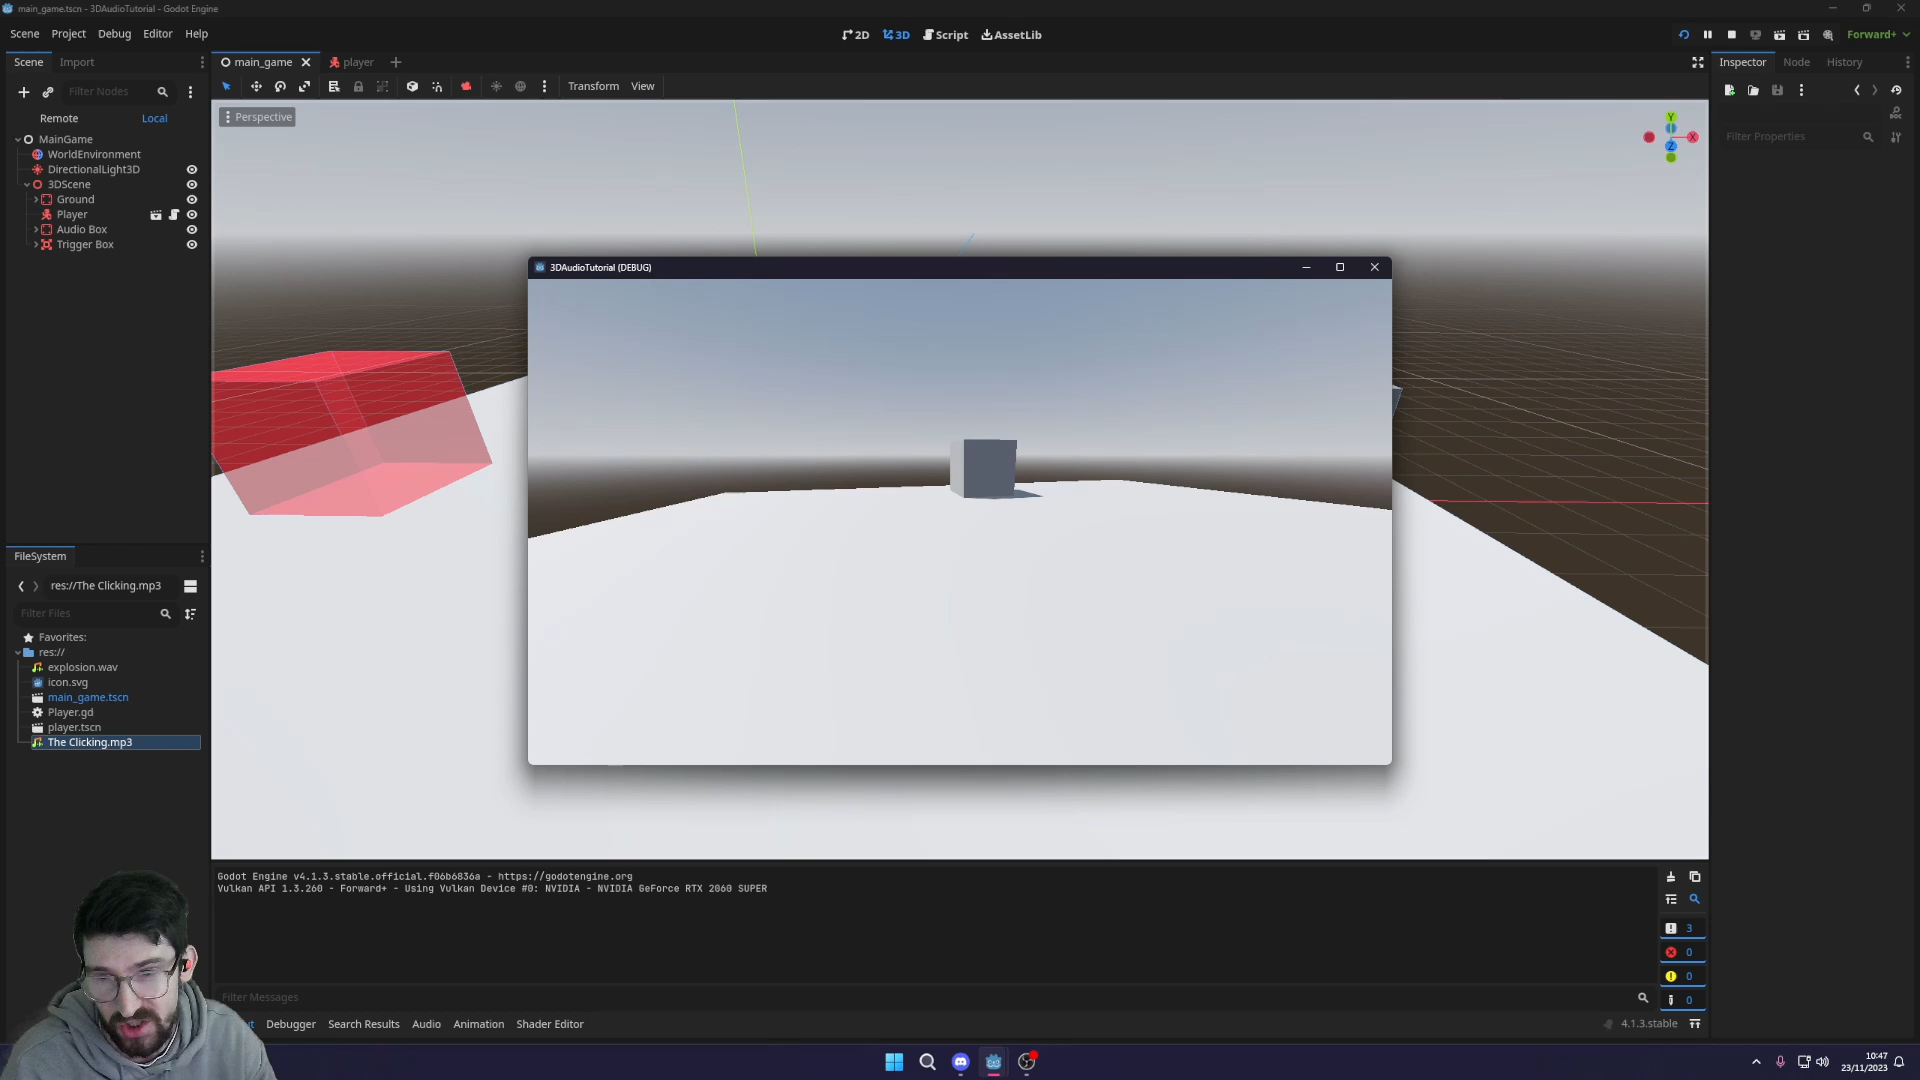 main_game.tscn - 3DAudioTutorial - Godot Engine
Scene Project Debug Editor Help
2D 3D Script AssetLib
Forward+
Scene Import
main_game player
Inspector Node History
Filter Nodes
Transform View
Remote Local
Perspective
Y
X
Z
DOC
Filter Properties
MainGame
WorldEnvironment
DirectionalLight3D
3DScene
Ground
Player
Audio Box
Trigger Box
3DAudioTutorial (DEBUG)
FileSystem
res://The Clicking.mp3
Filter Files
Favorites:
res://
explosion.wav
icon.svg
main_game.tscn
Player.gd
player.tscn
The Clicking.mp3
Godot Engine v4.1.3.stable.official.f06b6836a - https://godotengine.org
Vulkan API 1.3.260 - Forward+ - Using Vulkan Device #0: NVIDIA - NVIDIA GeForce RTX 2060 SUPER
3
0
0
0
Filter Messages
Debugger Search Results Audio Animation Shader Editor
4.1.3.stable
10:47
23/11/2023